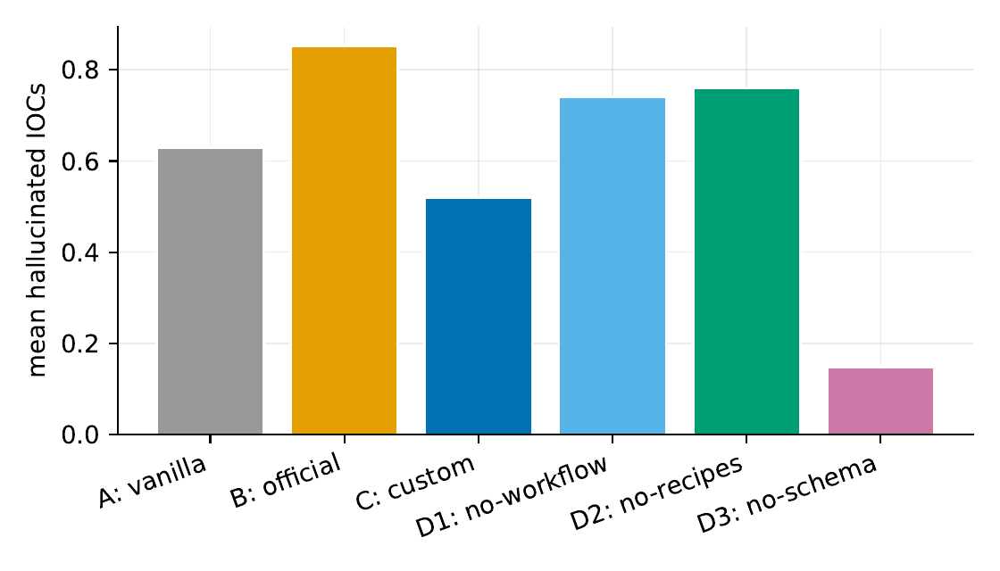 mean hallucinated IOCs
0.8
0.6
0.4
0.2
0.0
A: vanilla
B: official
C: custom
D1: no-workflow
D2: no-recipes
D3: no-schema